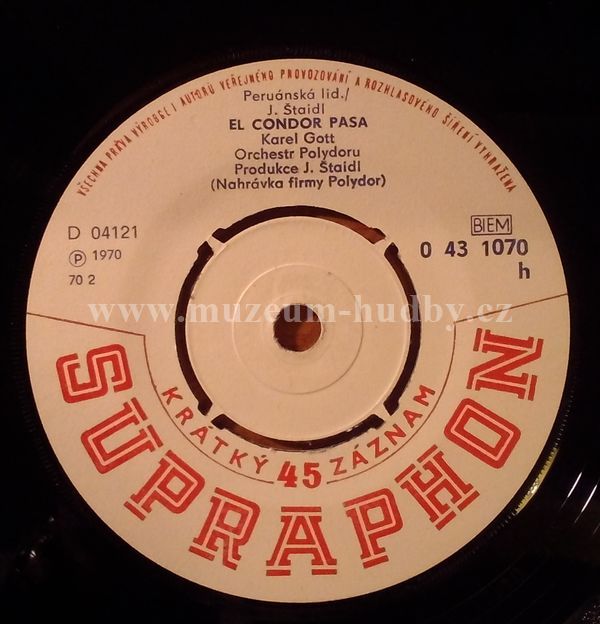 VŠECHNA PRÁVA VÝROBCE I AUTORŮ VEŘEJNÉHO PROVOZOVÁNÍ A ROZHLASOVÉHO ŠÍŘENÍ VYHRAŽENA
Peruánská lid./
J. Štaidl
EL CONDOR PASA
Karel Gott
Orchestr Polydoru
Produkce J. Štaidl
(Nahrávka firmy Polydor)
D 04121
℗ 1970
70 2
BIEM
0 43 1070
h
www.muzeum-hudby.cz
KRÁTKÝ 45 ZÁZNAM
SUPRAPHON